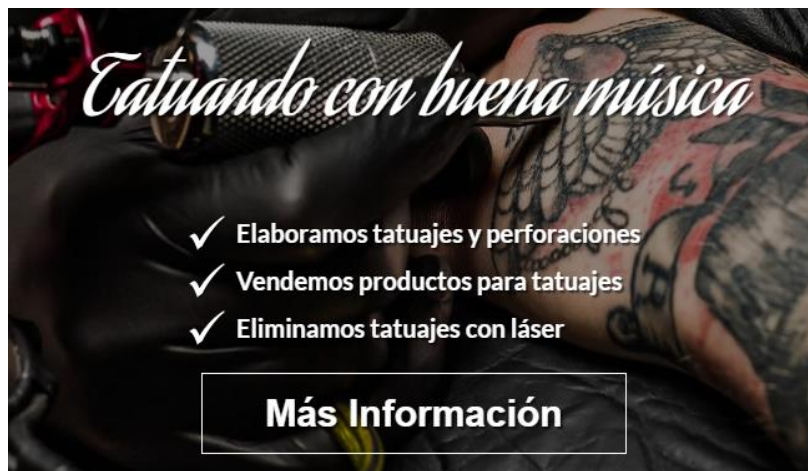 Tatuando con buena música
Elaboramos tatuajes y perforaciones
Vendemos productos para tatuajes
Eliminamos tatuajes con láser
Más Información